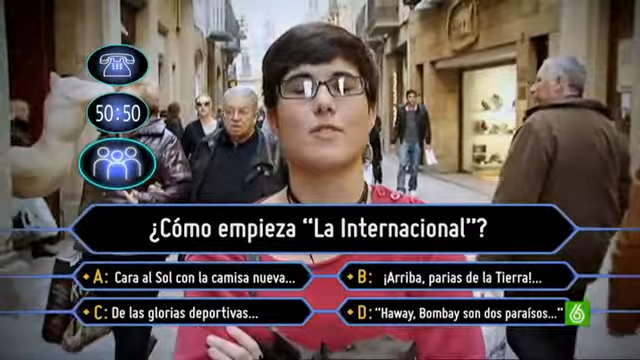 50:50
¿Cómo empieza “La Internacional”?
A: Cara al Sol con la camisa nueva...
B: ¡Arriba, parias de la Tierra!...
C: De las glorias deportivas...
D: “Haway, Bombay son dos paraísos...”
6